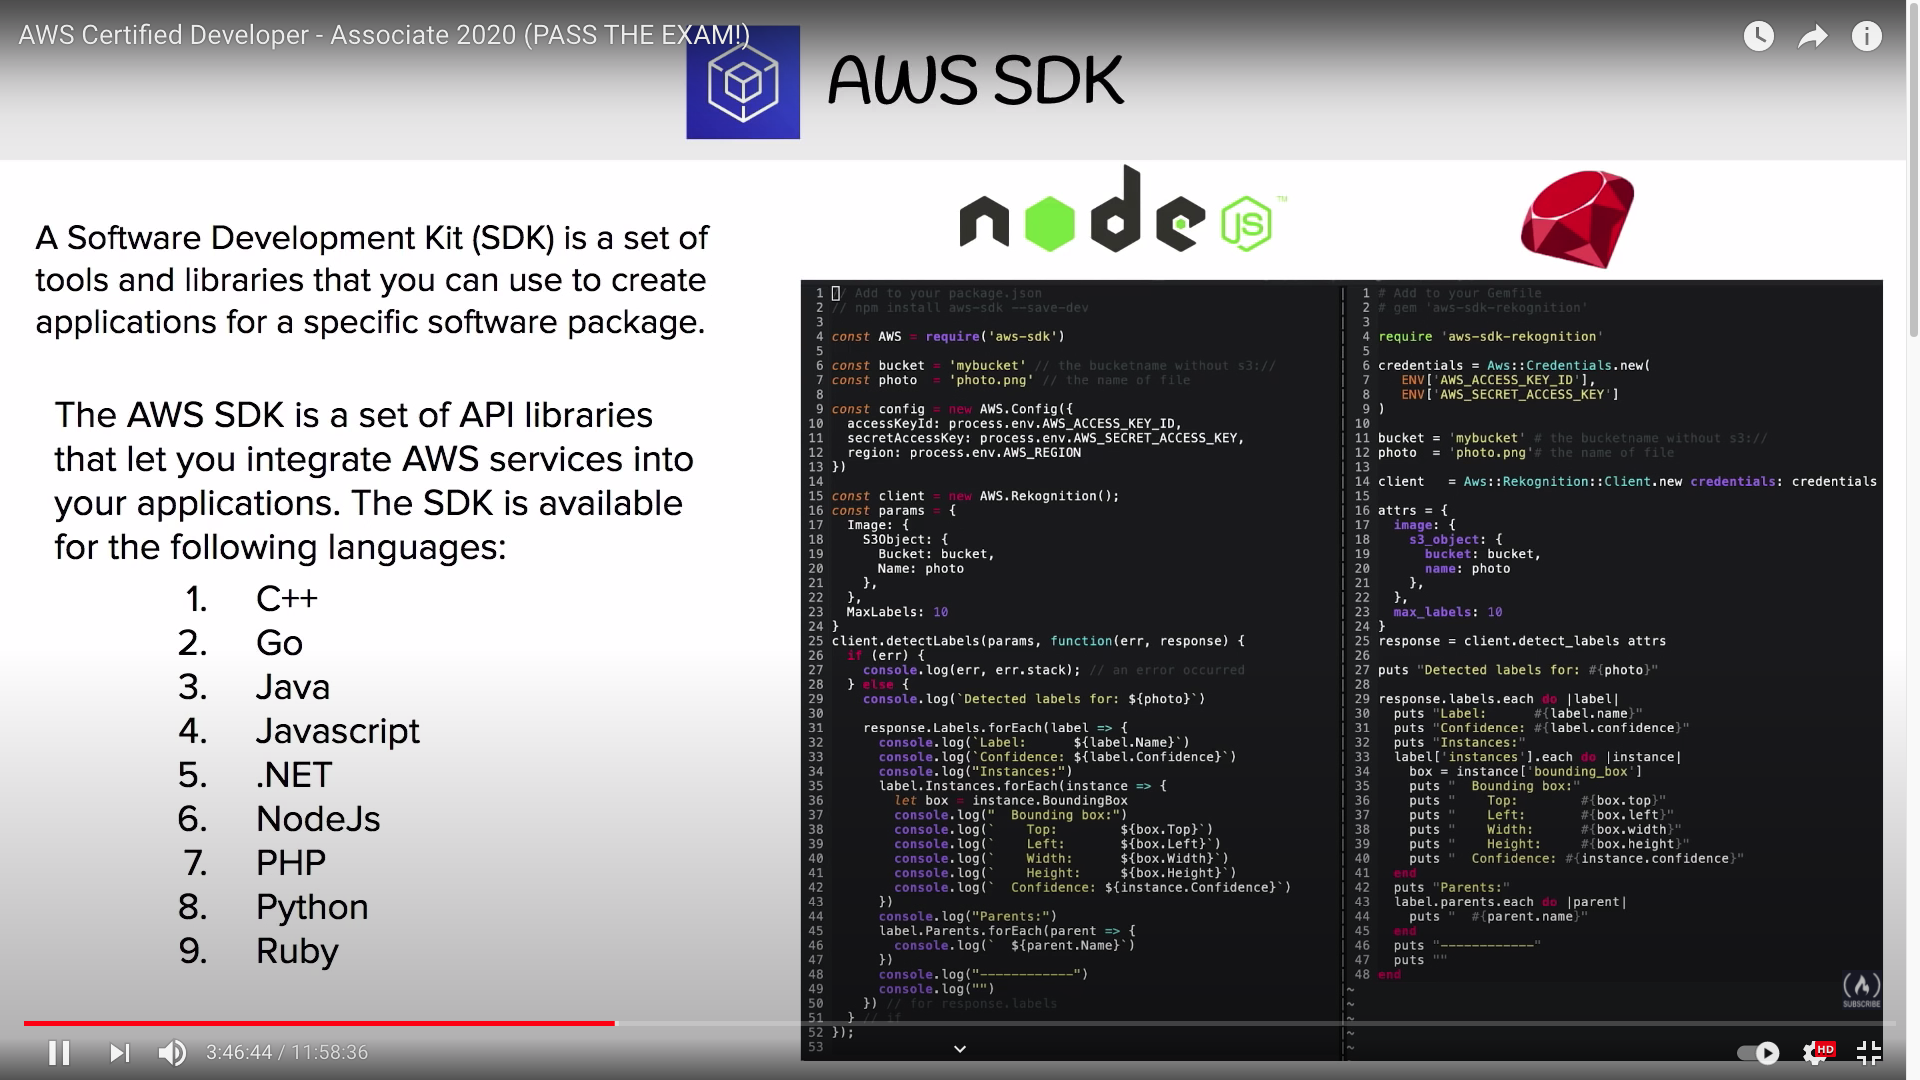 AWS Certified Developer - Associate 2020 (PASS THE EXAM!)
AWS SDK
A Software Development Kit (SDK) is a set of
tools and libraries that you can use to create
applications for a specific software package.
The AWS SDK is a set of API libraries
that let you integrate AWS services into
your applications. The SDK is available
for the following languages:
1. C++
2. Go
3. Java
4. Javascript
5. .NET
6. NodeJs
7. PHP
8. Python
9. Ruby
node JS ™
1 // Add to your package.json
2 // npm install aws-sdk --save-dev
3
4 const AWS = require('aws-sdk')
5
6 const bucket = 'mybucket' // the bucketname without s3://
7 const photo  = 'photo.png' // the name of file
8
9 const config = new AWS.Config({
10   accessKeyId: process.env.AWS_ACCESS_KEY_ID,
11   secretAccessKey: process.env.AWS_SECRET_ACCESS_KEY,
12   region: process.env.AWS_REGION
13 })
14
15 const client = new AWS.Rekognition();
16 const params = {
17   Image: {
18     S3Object: {
19       Bucket: bucket,
20       Name: photo
21     },
22   },
23   MaxLabels: 10
24 }
25 client.detectLabels(params, function(err, response) {
26   if (err) {
27     console.log(err, err.stack); // an error occurred
28   } else {
29     console.log(`Detected labels for: ${photo}`)
30
31     response.Labels.forEach(label => {
32       console.log(`Label:      ${label.Name}`)
33       console.log(`Confidence: ${label.Confidence}`)
34       console.log("Instances:")
35       label.Instances.forEach(instance => {
36         let box = instance.BoundingBox
37         console.log("  Bounding box:")
38         console.log(`    Top:        ${box.Top}`)
39         console.log(`    Left:       ${box.Left}`)
40         console.log(`    Width:      ${box.Width}`)
41         console.log(`    Height:     ${box.Height}`)
42         console.log(`  Confidence: ${instance.Confidence}`)
43       })
44       console.log("Parents:")
45       label.Parents.forEach(parent => {
46         console.log(`  ${parent.Name}`)
47       })
48       console.log("------------")
49       console.log("")
50     }) // for response.labels
51   } // if
52 });
53
1 # Add to your Gemfile
2 # gem 'aws-sdk-rekognition'
3
4 require 'aws-sdk-rekognition'
5
6 credentials = Aws::Credentials.new(
7    ENV['AWS_ACCESS_KEY_ID'],
8    ENV['AWS_SECRET_ACCESS_KEY']
9 )
10
11 bucket = 'mybucket' # the bucketname without s3://
12 photo  = 'photo.png'# the name of file
13
14 client   = Aws::Rekognition::Client.new credentials: credentials
15
16 attrs = {
17   image: {
18     s3_object: {
19       bucket: bucket,
20       name: photo
21     },
22   },
23   max_labels: 10
24 }
25 response = client.detect_labels attrs
26
27 puts "Detected labels for: #{photo}"
28
29 response.labels.each do |label|
30   puts "Label:      #{label.name}"
31   puts "Confidence: #{label.confidence}"
32   puts "Instances:"
33   label['instances'].each do |instance|
34     box = instance['bounding_box']
35     puts "  Bounding box:"
36     puts "    Top:        #{box.top}"
37     puts "    Left:       #{box.left}"
38     puts "    Width:      #{box.width}"
39     puts "    Height:     #{box.height}"
40     puts "  Confidence: #{instance.confidence}"
41   end
42   puts "Parents:"
43   label.parents.each do |parent|
44     puts "  #{parent.name}"
45   end
46   puts "------------"
47   puts ""
48 end
~
~
~
~
~
SUBSCRIBE
3:46:44 / 11:58:36
HD